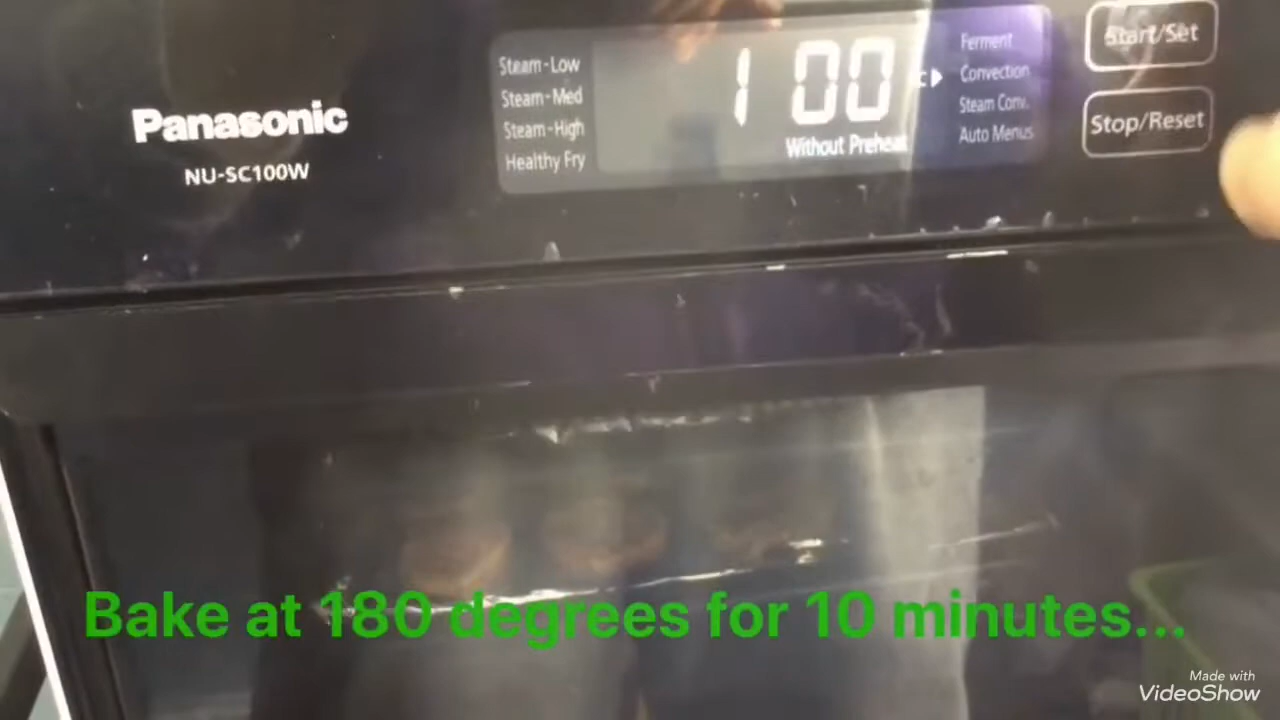 Panasonic
NU-SC100W
Steam-Low
Steam-Med
Steam-High
Healthy Fry
1 00 C
Without Preheat
Ferment
Convection
Steam Conv.
Auto Menus
Start/Set
Stop/Reset
Bake at 180 degrees for 10 minutes...
Made with
VideoShow